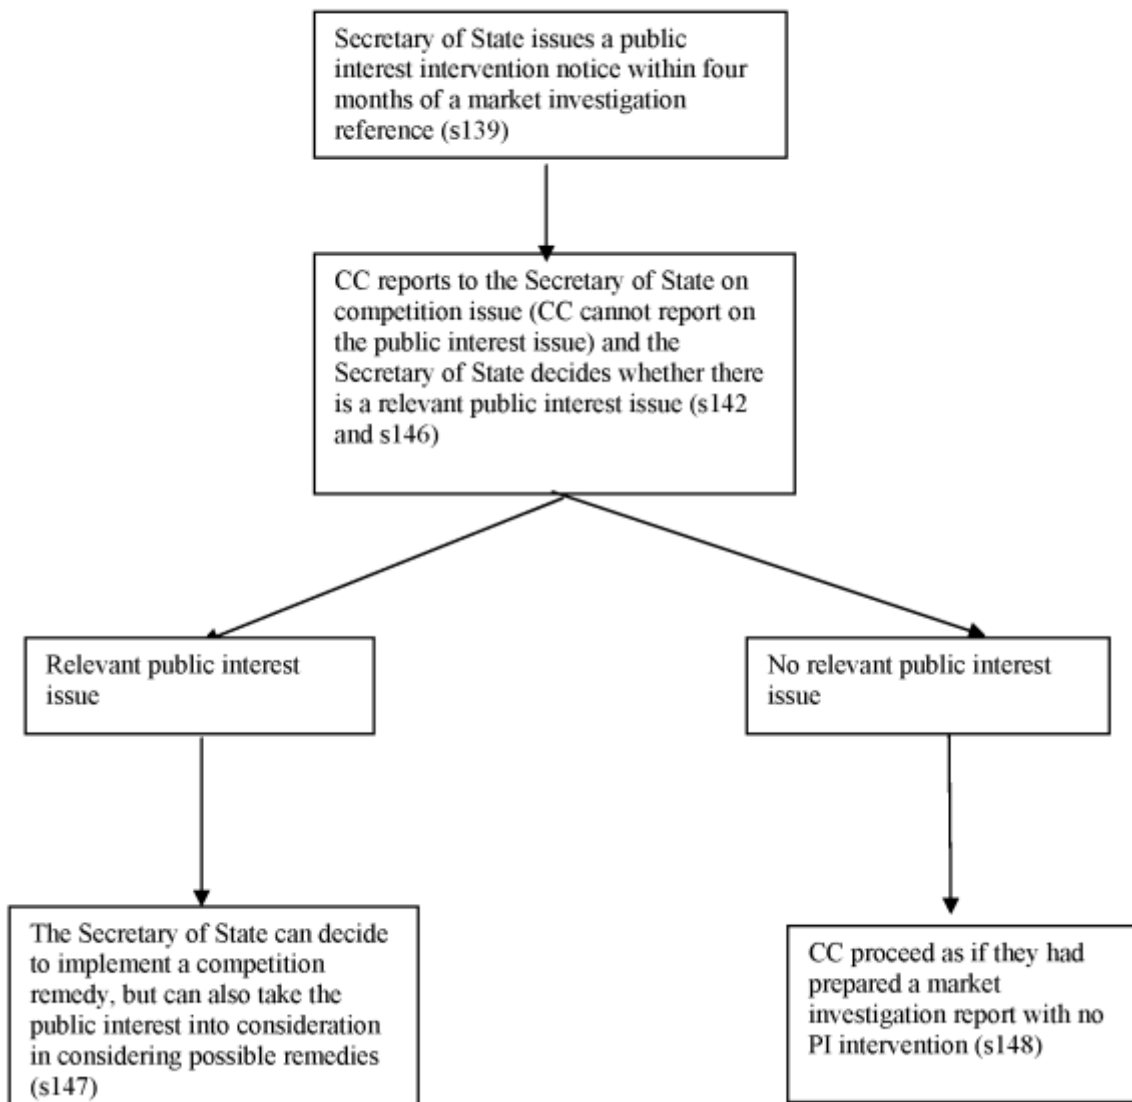 Secretary of State issues a public
interest intervention notice within four
months of a market investigation
reference (s139)
CC reports to the Secretary of State on
competition issue (CC cannot report on
the public interest issue) and the
Secretary of State decides whether there
is a relevant public interest issue (s142
and s146)
Relevant public interest
issue
No relevant public interest
issue
The Secretary of State can decide
to implement a competition
remedy, but can also take the
public interest into consideration
in considering possible remedies
(s147)
CC proceed as if they had
prepared a market
investigation report with no
PI intervention (s148)